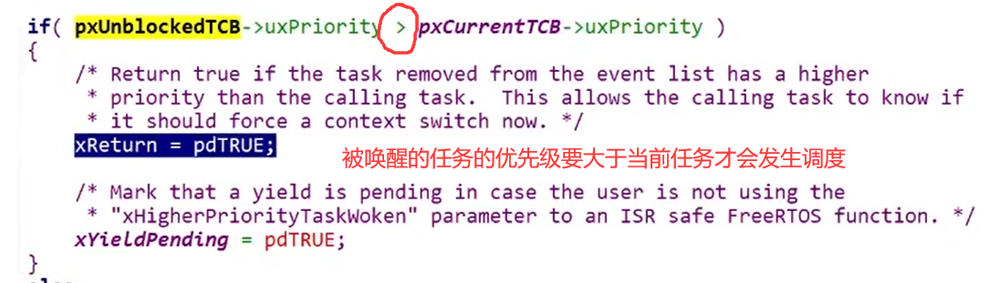 if( pxUnblockedTCB->uxPriority > pxCurrentTCB->uxPriority )
{
/* Return true if the task removed from the event list has a higher
* priority than the calling task.  This allows the calling task to know if
* it should force a context switch now. */
xReturn = pdTRUE;
被唤醒的任务的优先级要大于当前任务才会发生调度
/* Mark that a yield is pending in case the user is not using the
* "xHigherPriorityTaskWoken" parameter to an ISR safe FreeRTOS function. */
xYieldPending = pdTRUE;
}